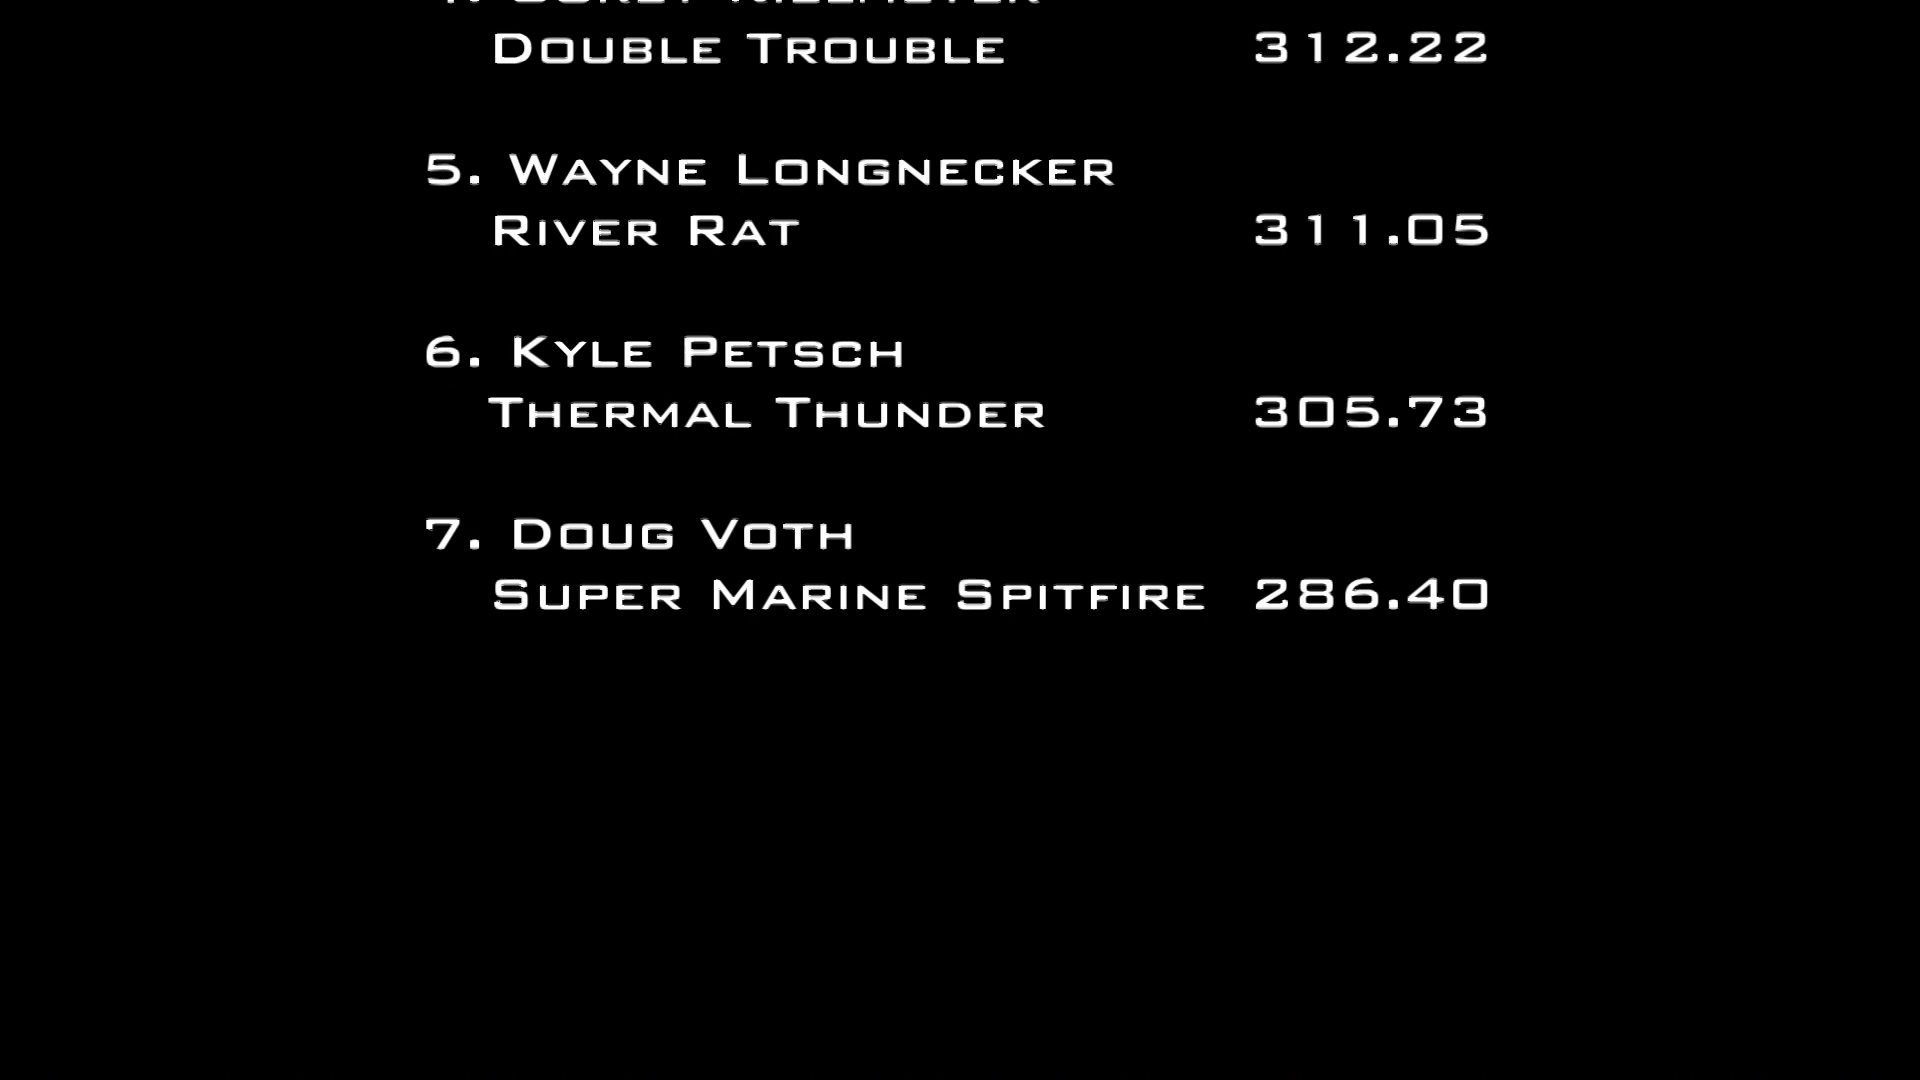 Double Trouble 312.22
5. Wayne Longnecker
River Rat 311.05
6. Kyle Petsch
Thermal Thunder 305.73
7. Doug Voth
Super Marine Spitfire 286.40